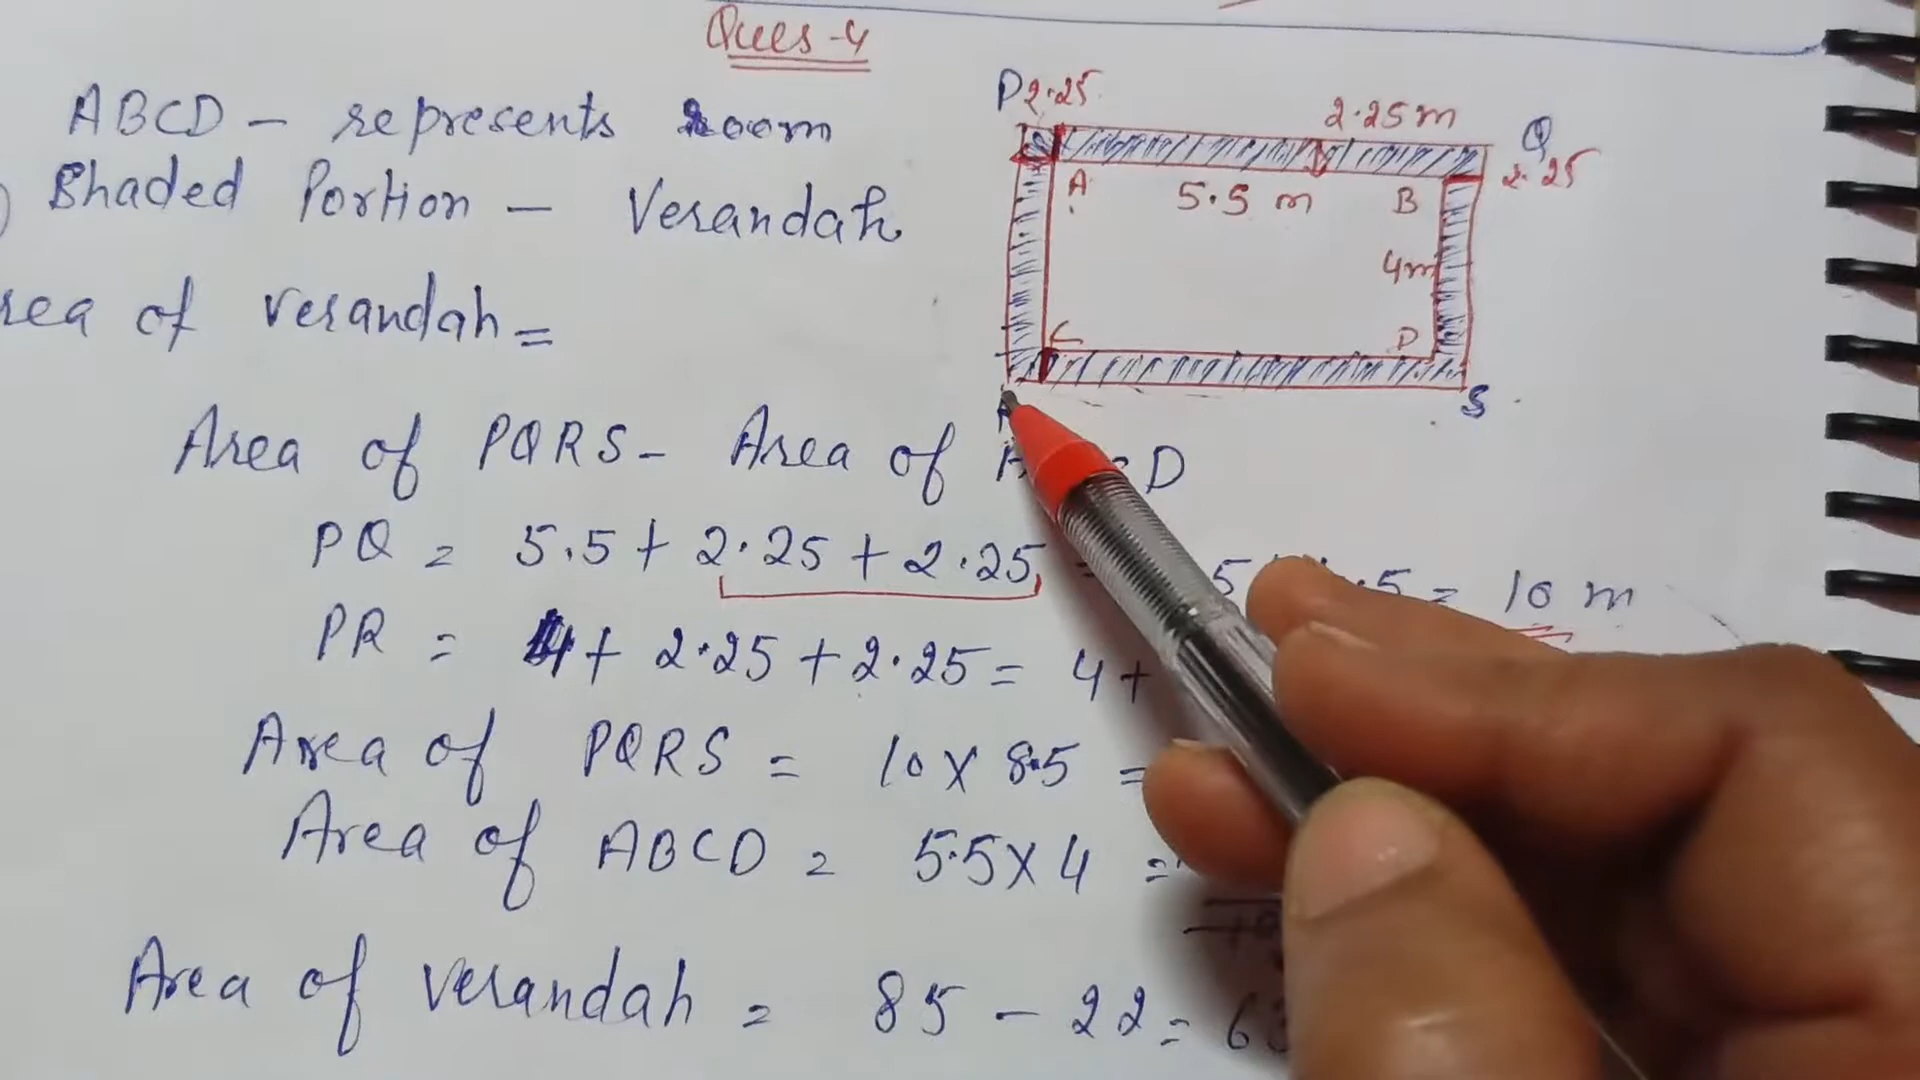 Ques-4
ABCD - represents room
Shaded Portion - Verandah
rea of verandah =
Area of PQRS - Area of D
PQ = 5.5 + 2.25 + 2.25 5 .5 = 10 m
PR = 4 + 2.25 + 2.25 = 4 +
Area of PQRS = 10 X 8.5 =
Area of ABCD = 5.5 X 4 =
Area of verandah = 85 - 22 = 63
P 2.25
2.25 m
Q
2.25
A
5.5 m
B
4m
C
D
S